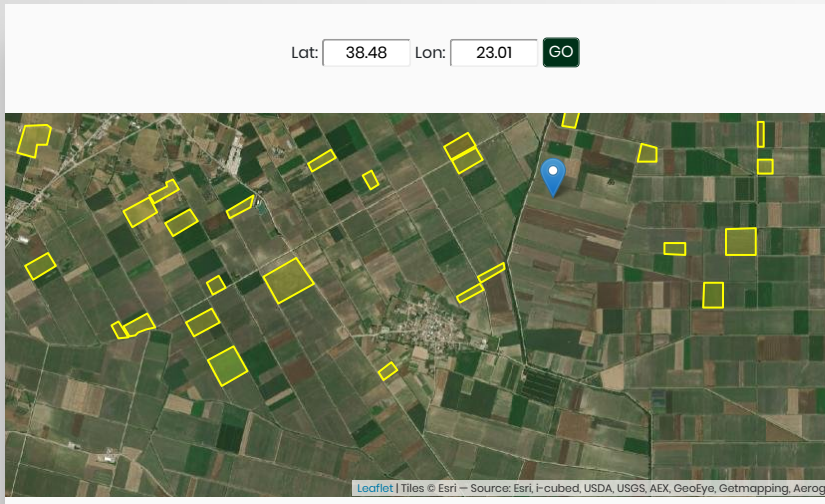 Lat: 38.48 Lon: 23.01 GO
Leaflet | Tiles © Esri — Source: Esri, i-cubed, USDA, USGS, AEX, GeoEye, Getmapping, Aerog